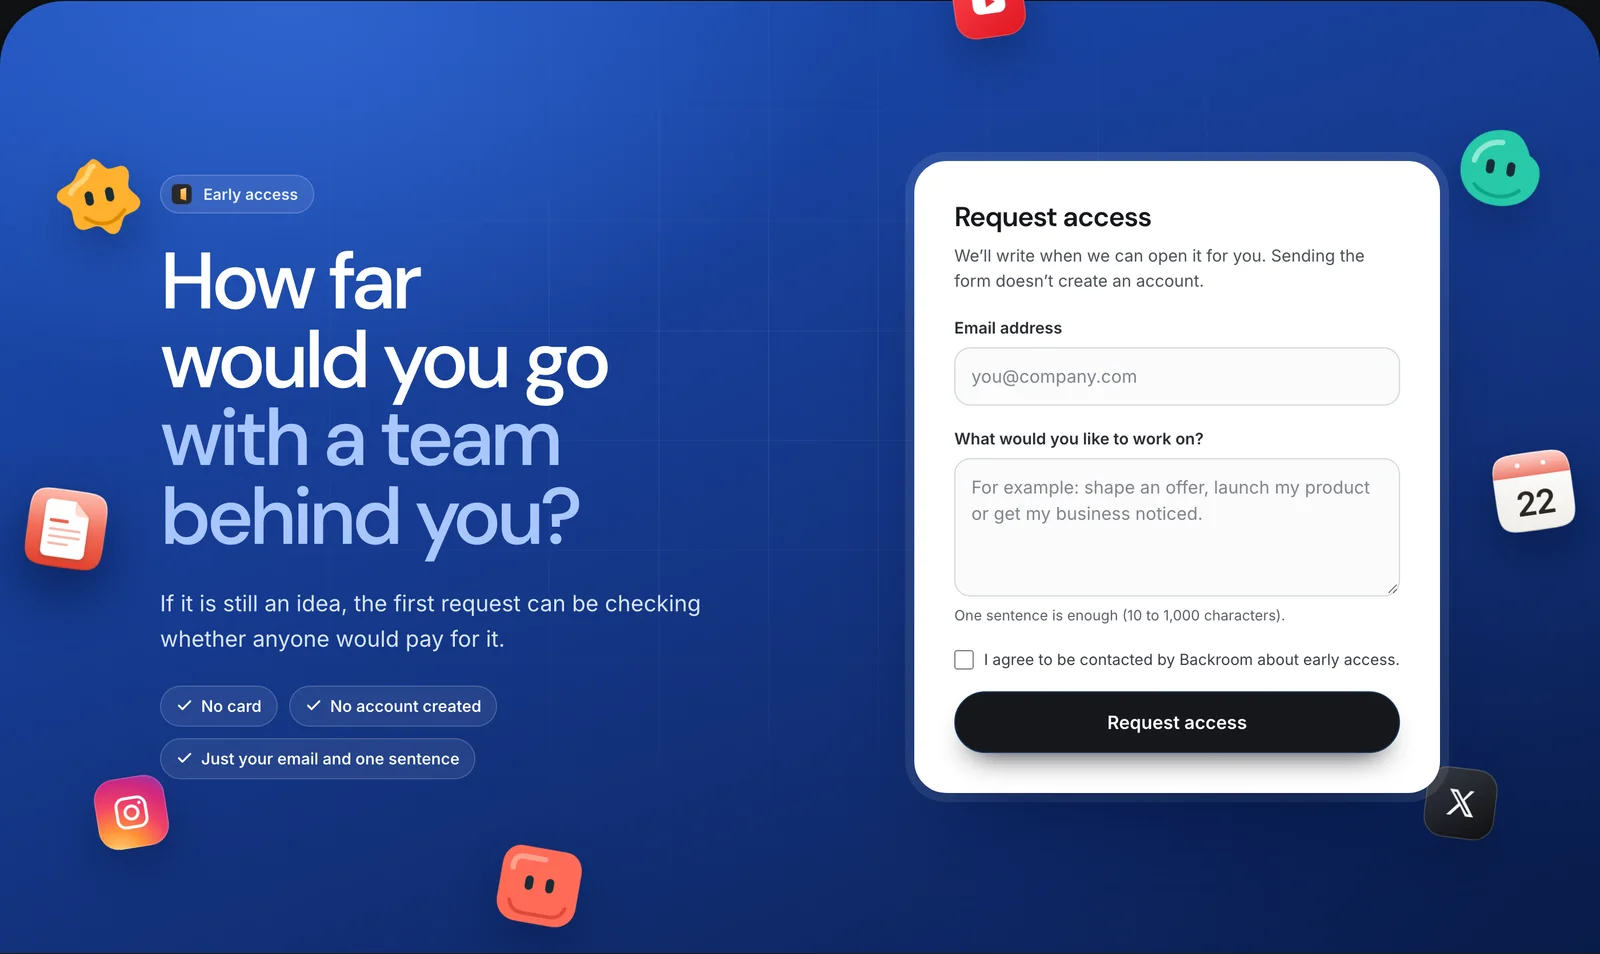 Early access
How far
would you go
with a team
behind you?
If it is still an idea, the first request can be checking
whether anyone would pay for it.
No card
No account created
Just your email and one sentence
Request access
We’ll write when we can open it for you. Sending the
form doesn’t create an account.
Email address
you@company.com
What would you like to work on?
For example: shape an offer, launch my product
or get my business noticed.
One sentence is enough (10 to 1,000 characters).
I agree to be contacted by Backroom about early access.
Request access
22